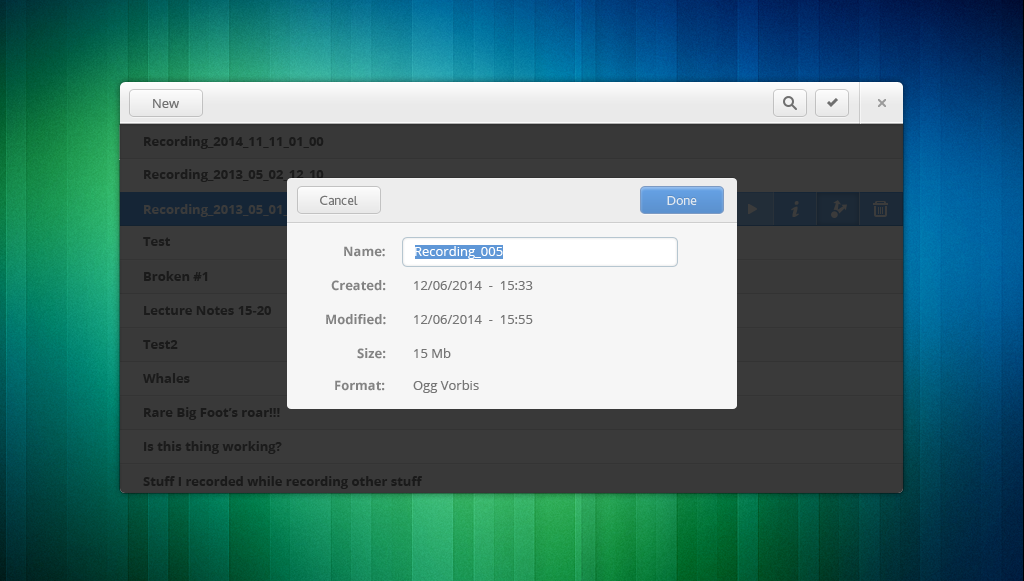 New
Recording_2014_11_11_01_00
Recording_2013_05_02_12_10
Recording_2013_05_01_
Test
Broken #1
Lecture Notes 15-20
Test2
Whales
Rare Big Foot's roar!!!
Is this thing working?
Stuff I recorded while recording other stuff
Cancel
Done
Name: Recording_005
Created: 12/06/2014 - 15:33
Modified: 12/06/2014 - 15:55
Size: 15 Mb
Format: Ogg Vorbis